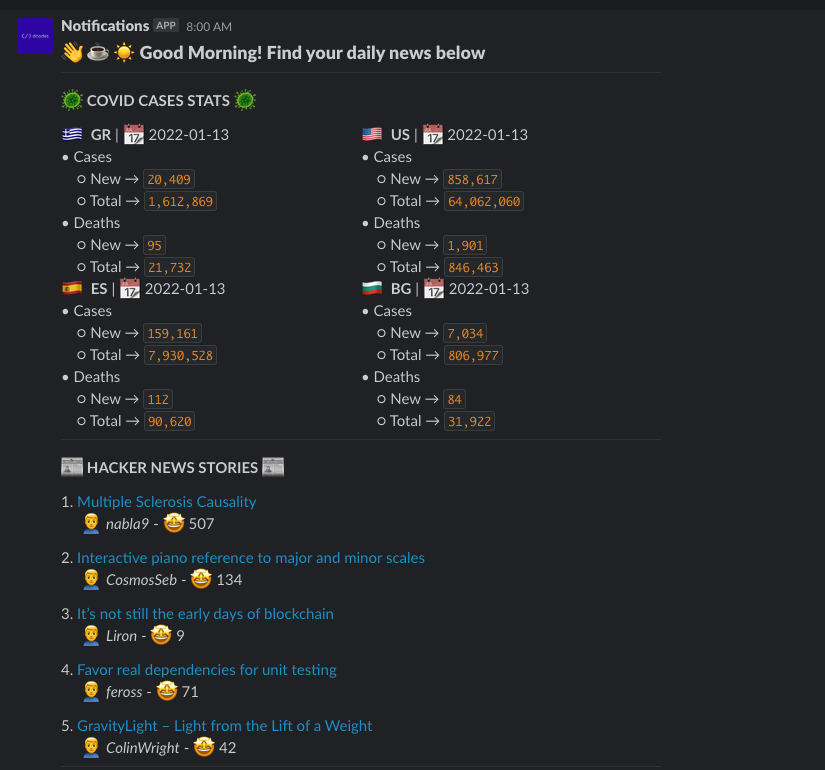 Notifications APP 8:00 AM
👋☕☀️ Good Morning! Find your daily news below
🦠 COVID CASES STATS 🦠
🇬🇷 GR | 📆 2022-01-13
• Cases
○ New → 20,409
○ Total → 1,612,869
• Deaths
○ New → 95
○ Total → 21,732
🇺🇸 US | 📆 2022-01-13
• Cases
○ New → 858,617
○ Total → 64,062,060
• Deaths
○ New → 1,901
○ Total → 846,463
🇪🇸 ES | 📆 2022-01-13
• Cases
○ New → 159,161
○ Total → 7,930,528
• Deaths
○ New → 112
○ Total → 90,620
🇧🇬 BG | 📆 2022-01-13
• Cases
○ New → 7,034
○ Total → 806,977
• Deaths
○ New → 84
○ Total → 31,922
📰 HACKER NEWS STORIES 📰
1. Multiple Sclerosis Causality
👨‍💼 nabla9 - 🤩 507
2. Interactive piano reference to major and minor scales
👨‍💼 CosmosSeb - 🤩 134
3. It's not still the early days of blockchain
👨‍💼 Liron - 🤩 9
4. Favor real dependencies for unit testing
👨‍💼 feross - 🤩 71
5. GravityLight – Light from the Lift of a Weight
👨‍💼 ColinWright - 🤩 42